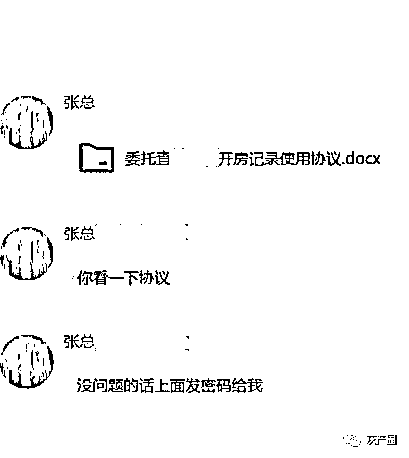 张总
委托查 开房记录使用协议.docx
张总
你看一下协议
张总
没问题的话上面发密码给我
灰产圈